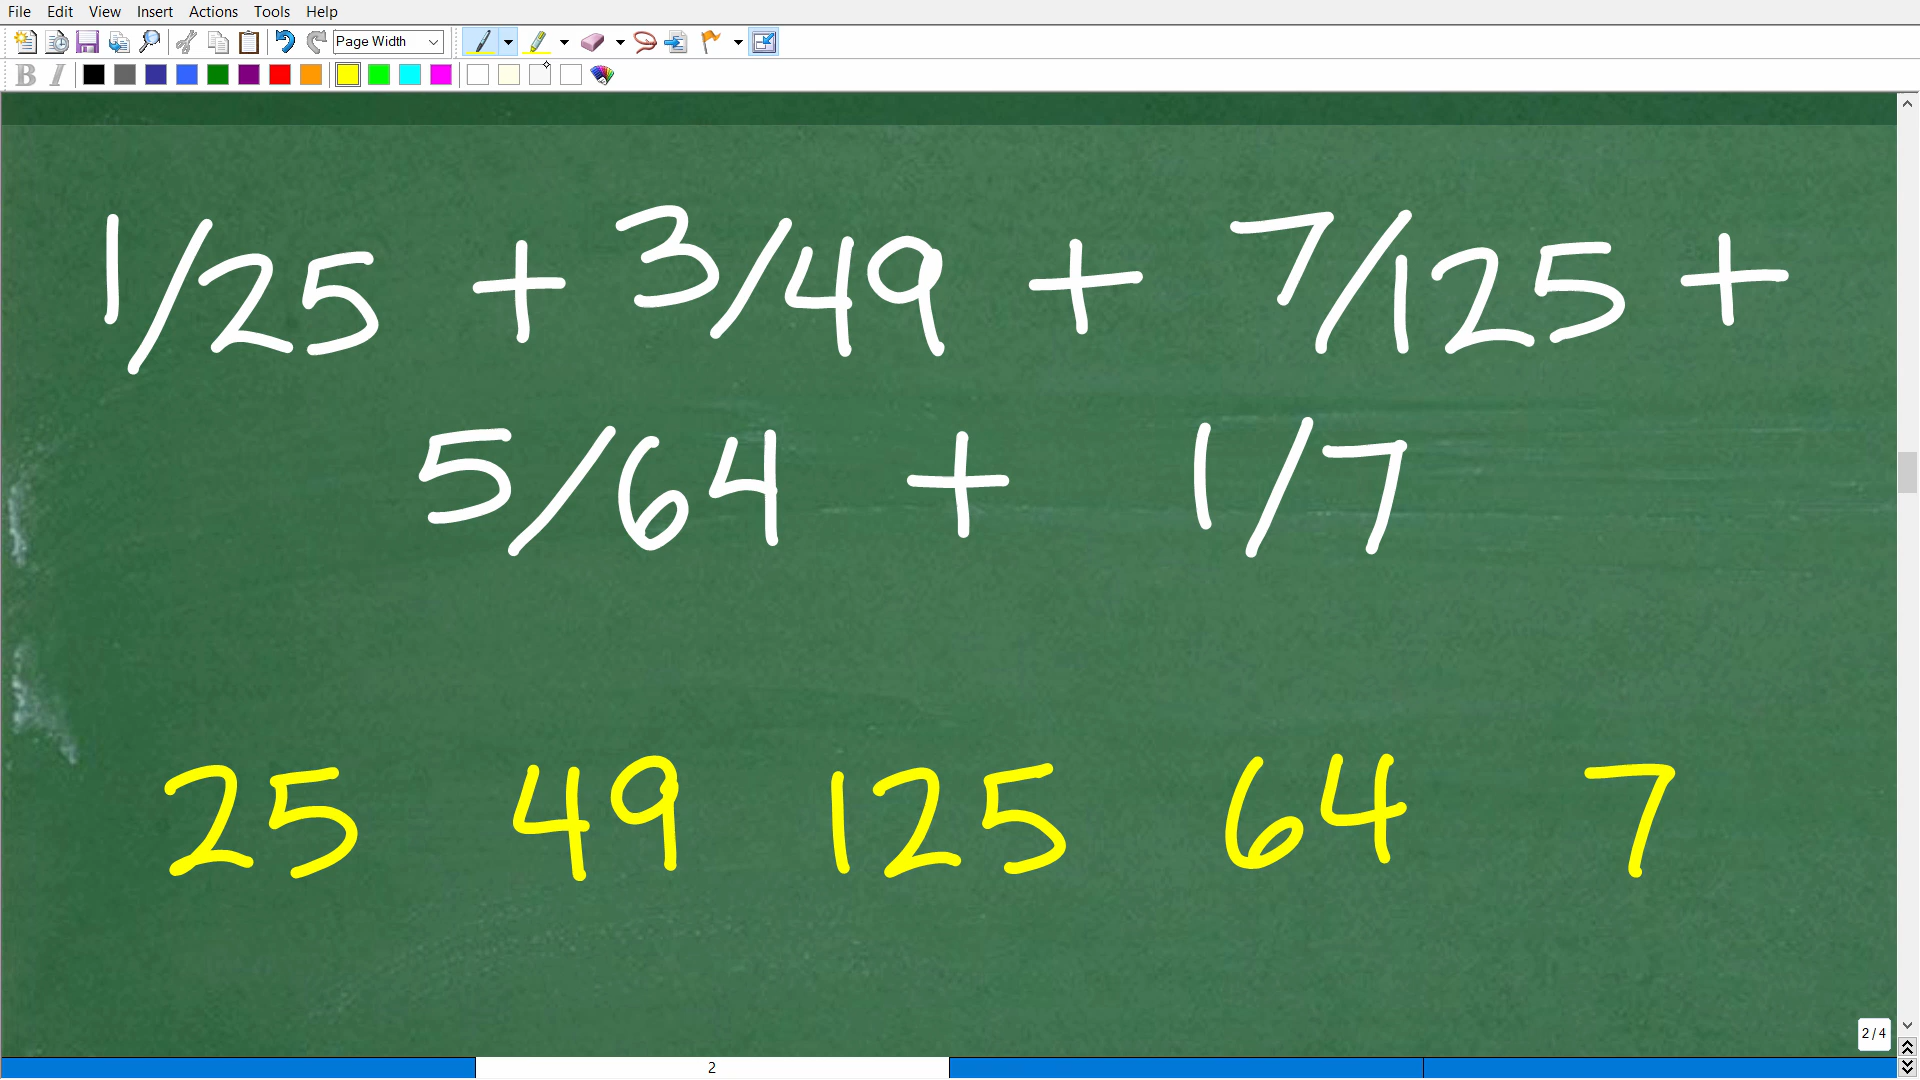 File Edit View Insert Actions Tools Help
Page Width
B I
1/25 + 3/49 + 7/125 +
5/64 + 1/7
25 49 125 64 7
2 / 4
2